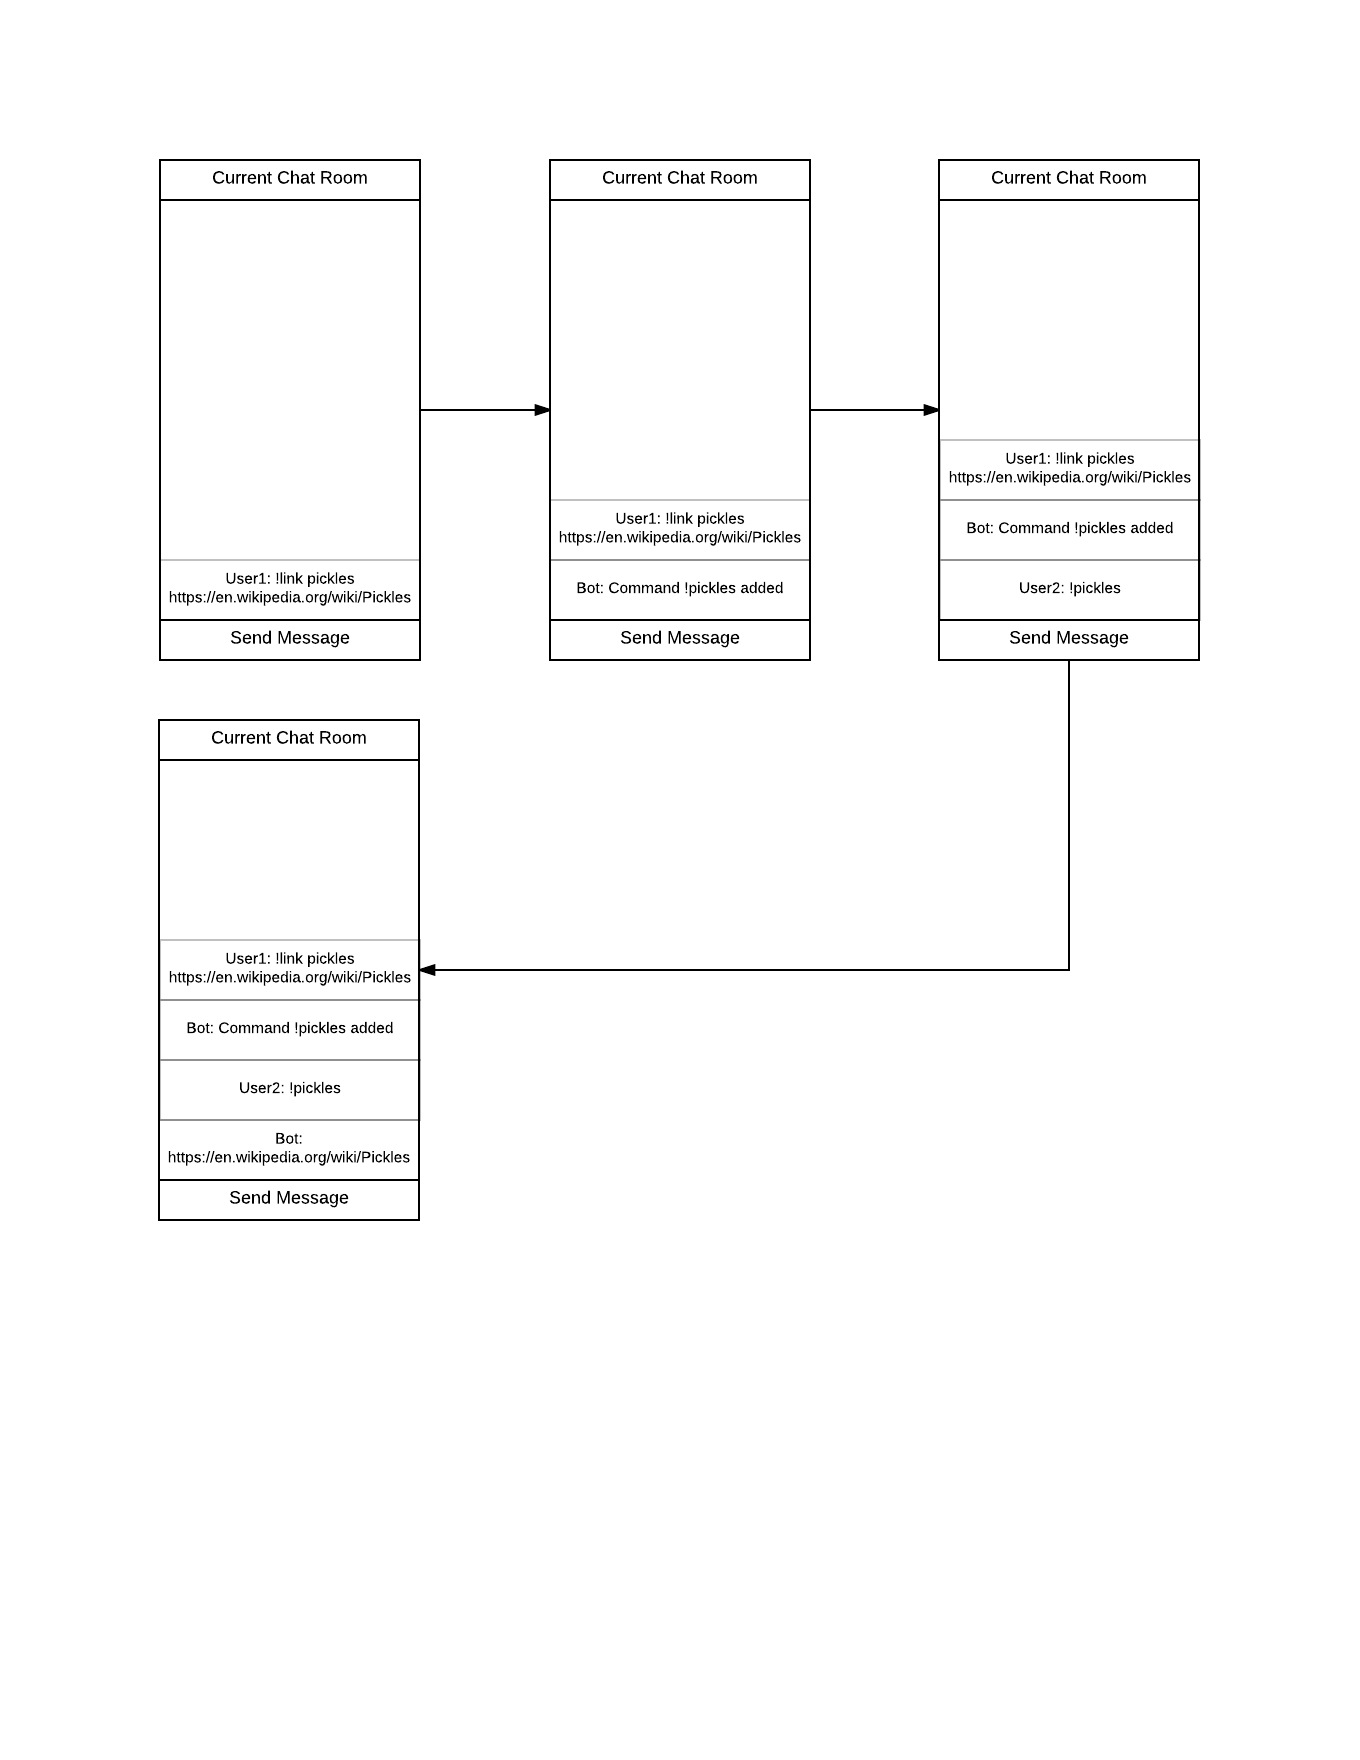 Current Chat Room
User1: !link pickles
https://en.wikipedia.org/wiki/Pickles
Send Message
Current Chat Room
User1: !link pickles
https://en.wikipedia.org/wiki/Pickles
Bot: Command !pickles added
Send Message
Current Chat Room
User1: !link pickles
https://en.wikipedia.org/wiki/Pickles
Bot: Command !pickles added
User2: !pickles
Send Message
Current Chat Room
User1: !link pickles
https://en.wikipedia.org/wiki/Pickles
Bot: Command !pickles added
User2: !pickles
Bot:
https://en.wikipedia.org/wiki/Pickles
Send Message